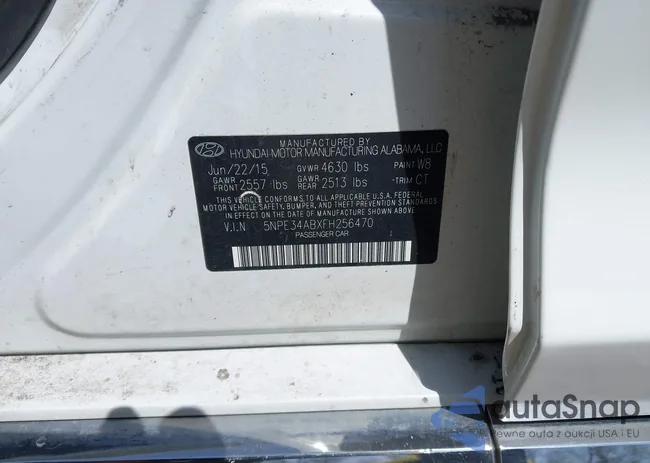 MANUFACTURED BY
HYUNDAI MOTOR MANUFACTURING ALABAMA, LLC
Jun/22/15 GVWR 4630 lbs PAINT W8
GAWR FRONT 2557 lbs GAWR REAR 2513 lbs TRIM CT
THIS VEHICLE CONFORMS TO ALL APPLICABLE U.S.A. FEDERAL
MOTOR VEHICLE SAFETY, BUMPER, AND THEFT PREVENTION STANDARDS
IN EFFECT ON THE DATE OF MANUFACTURE SHOWN ABOVE.
V.I.N 5NPE34ABXFH256470
PASSENGER CAR
autaSnap
pewne auta z aukcji USA i EU